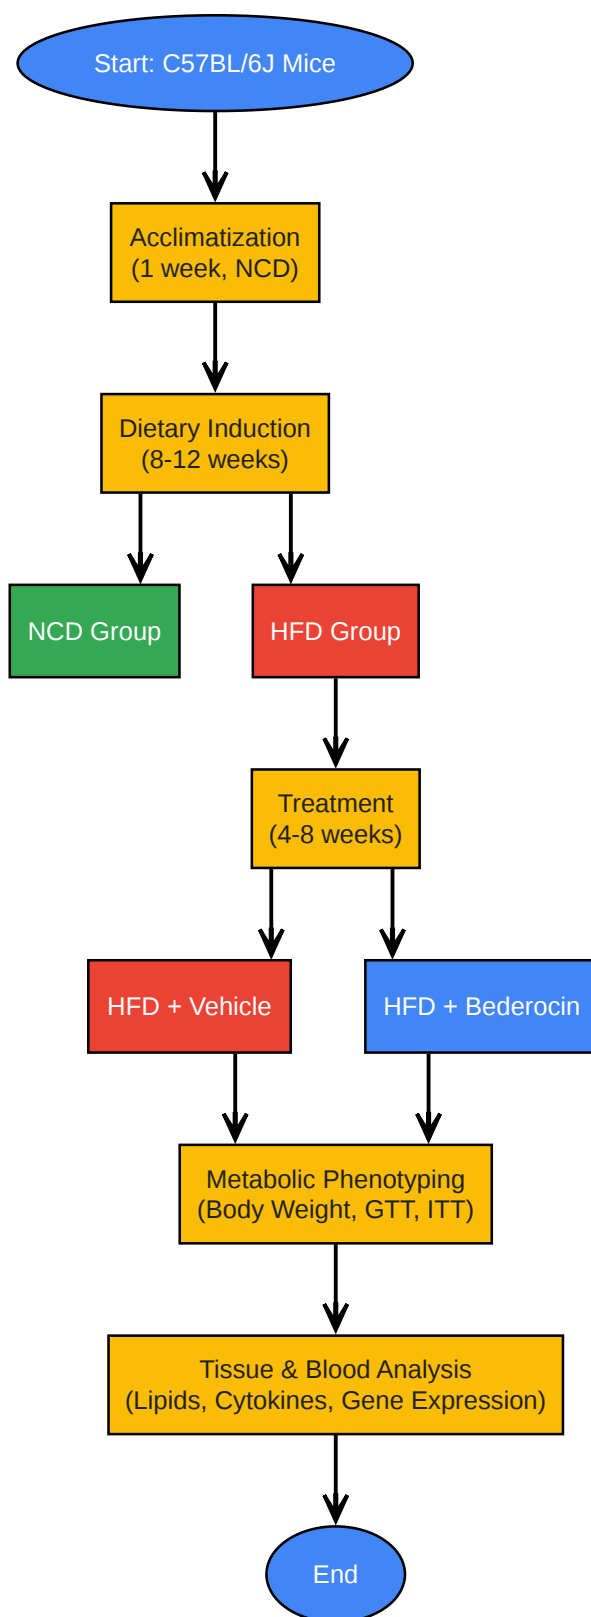 Start: C57BL/6J Mice
Acclimatization
(1 week, NCD)
Dietary Induction
(8-12 weeks)
NCD Group
HFD Group
Treatment
(4-8 weeks)
HFD + Vehicle
HFD + Bederocin
Metabolic Phenotyping
(Body Weight, GTT, ITT)
Tissue & Blood Analysis
(Lipids, Cytokines, Gene Expression)
End